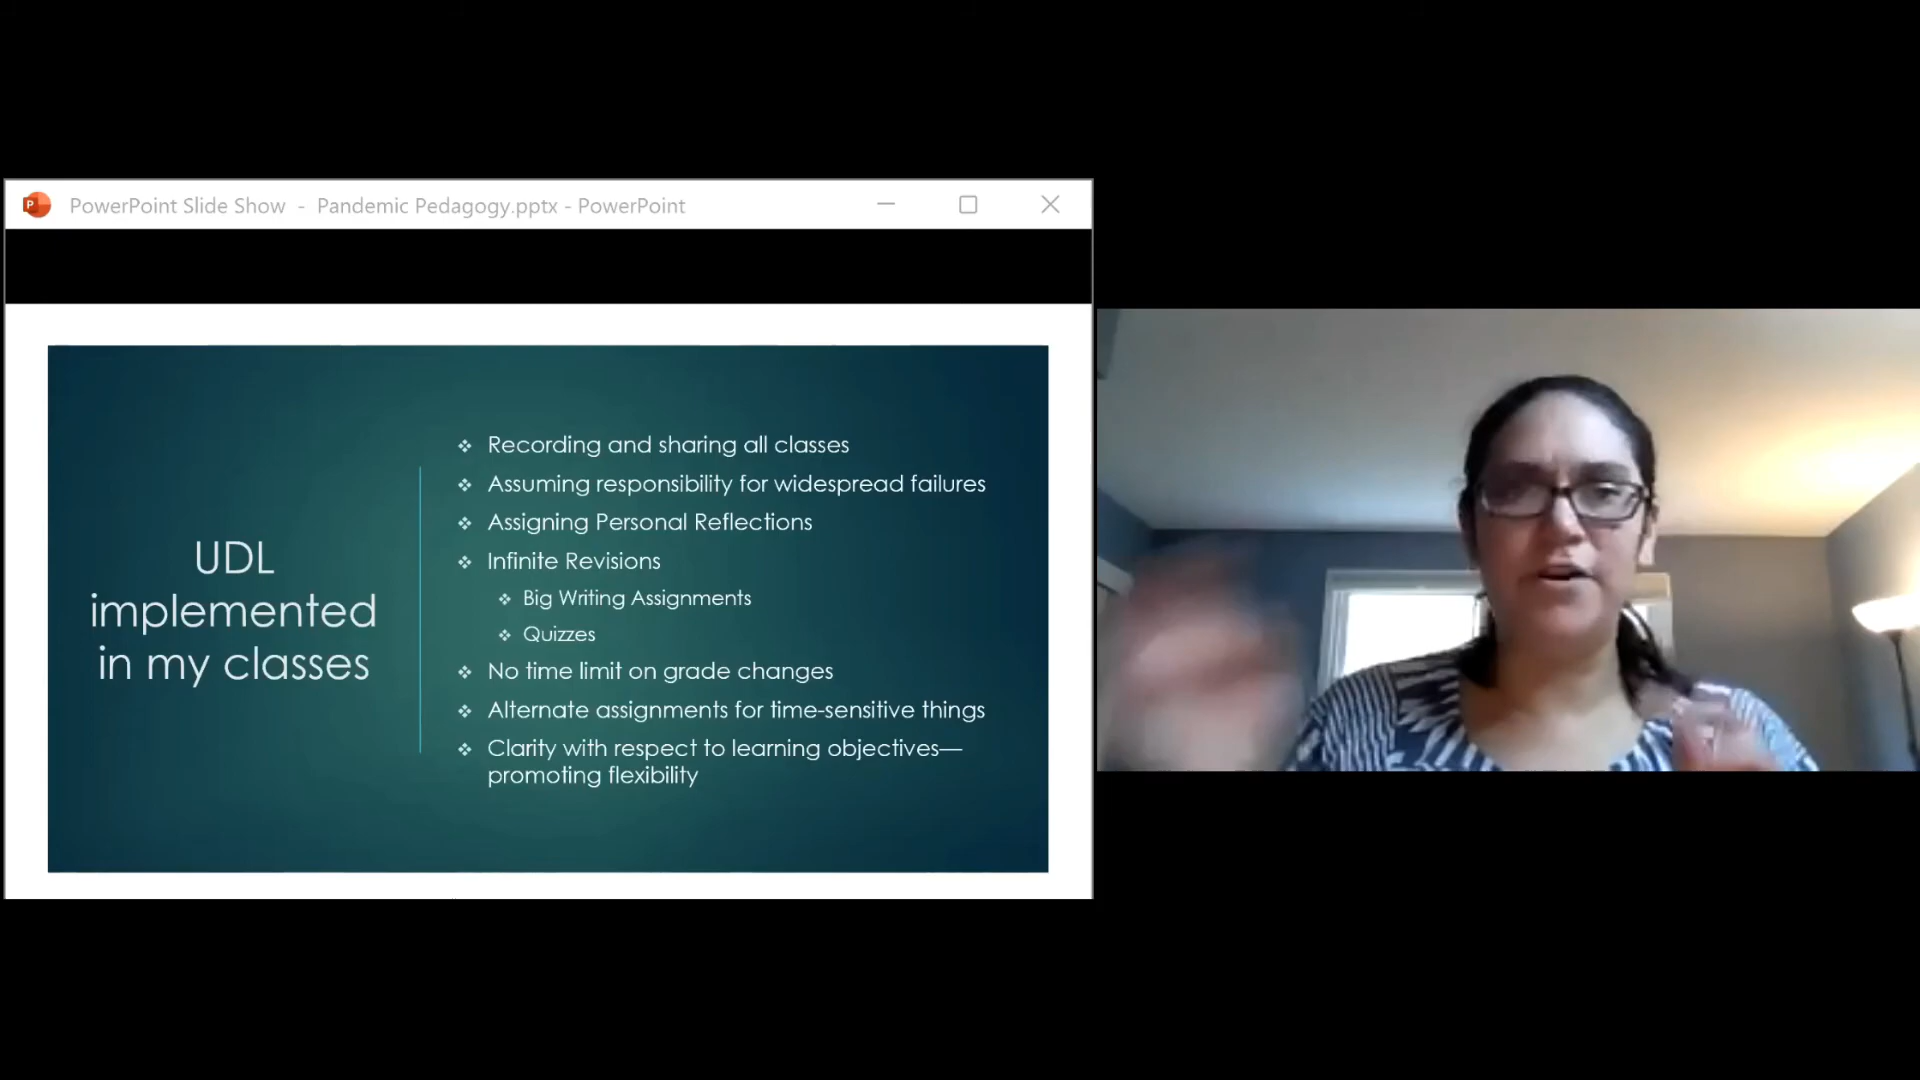 P PowerPoint Slide Show - Pandemic Pedagogy.pptx - PowerPoint
UDL
implemented
in my classes
Recording and sharing all classes
Assuming responsibility for widespread failures
Assigning Personal Reflections
Infinite Revisions
Big Writing Assignments
Quizzes
No time limit on grade changes
Alternate assignments for time-sensitive things
Clarity with respect to learning objectives—
promoting flexibility